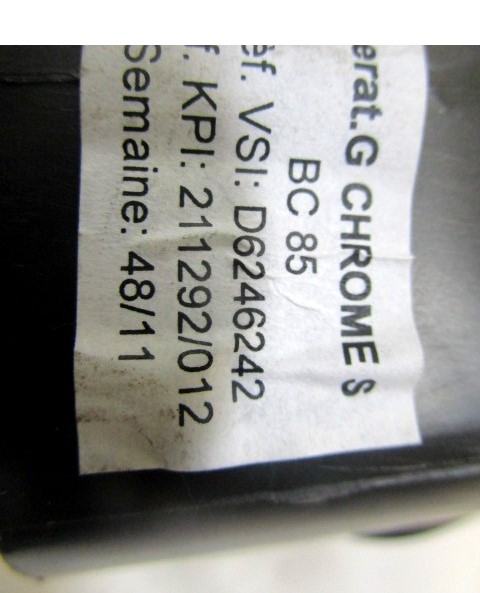 erat.G CHROME S
BC 85
éf. VSI: D6246242
f. KPI: 211292/012
Semaine: 48/11